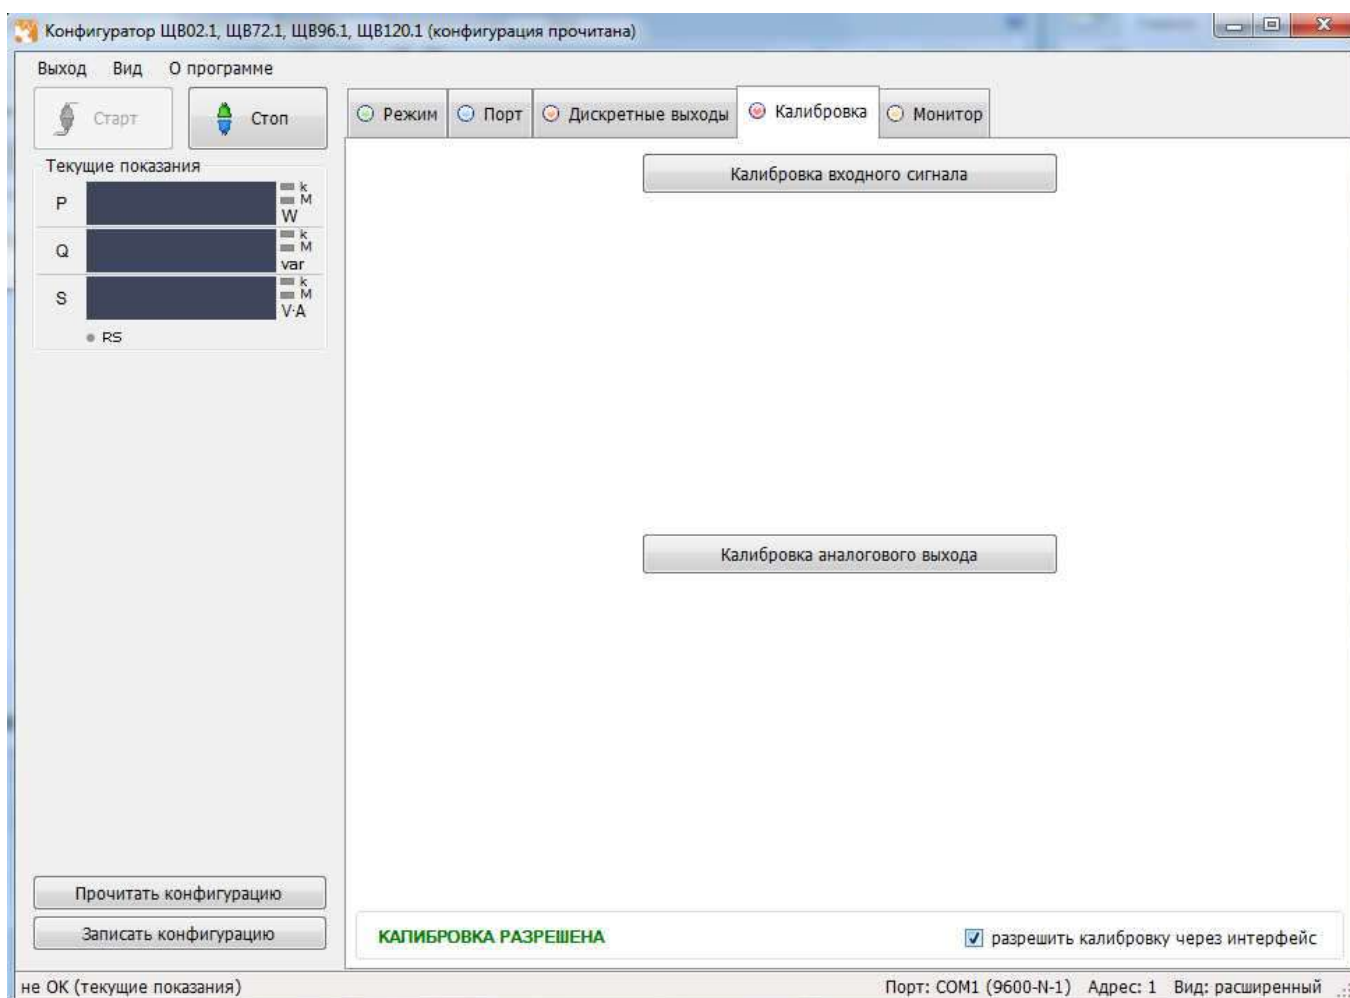 Конфигуратор ЩВ02.1, ЩВ72.1, ЩВ96.1, ЩВ120.1 (конфигурация прочитана)
Выход Вид О программе
Старт Стоп
Режим Порт Дискретные выходы Калибровка Монитор
Текущие показания
P k M W
Q k M var
S k M V·A
RS
Калибровка входного сигнала
Калибровка аналогового выхода
Прочитать конфигурацию
Записать конфигурацию
КАЛИБРОВКА РАЗРЕШЕНА разрешить калибровку через интерфейс
не ОК (текущие показания) Порт: COM1 (9600-N-1) Адрес: 1 Вид: расширенный